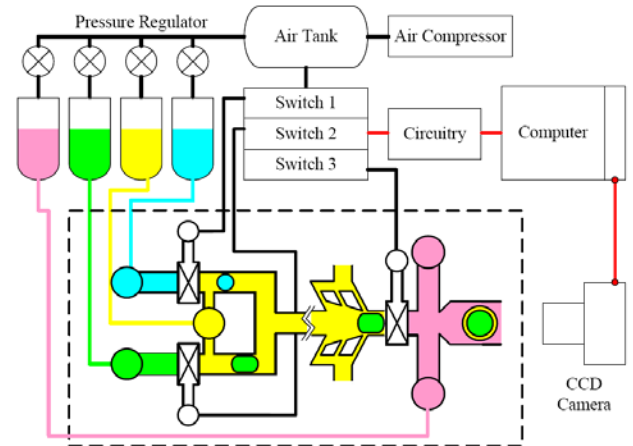 Pressure Regulator
Air Tank
Air Compressor
Switch 1
Switch 2
Switch 3
Circuitry
Computer
CCD
Camera